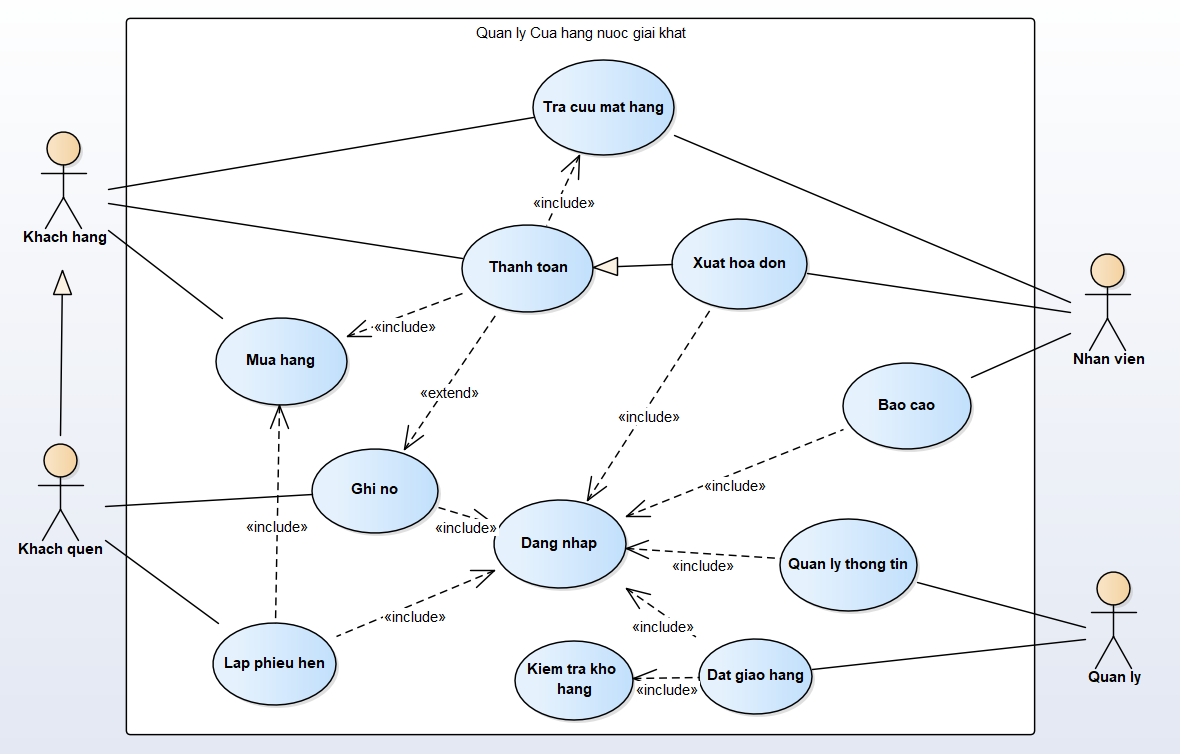 Quan ly Cua hang nuoc giai khat
Tra cuu mat hang
«include»
Khach hang
Thanh toan
Xuat hoa don
«include»
Mua hang
Nhan vien
«extend»
«include»
Bao cao
Ghi no
«include»
«include»
«include»
Dang nhap
Khach quen
Quan ly thong tin
«include»
«include»
«include»
Lap phieu hen
Kiem tra kho
hang
Dat giao hang
«include»
Quan ly